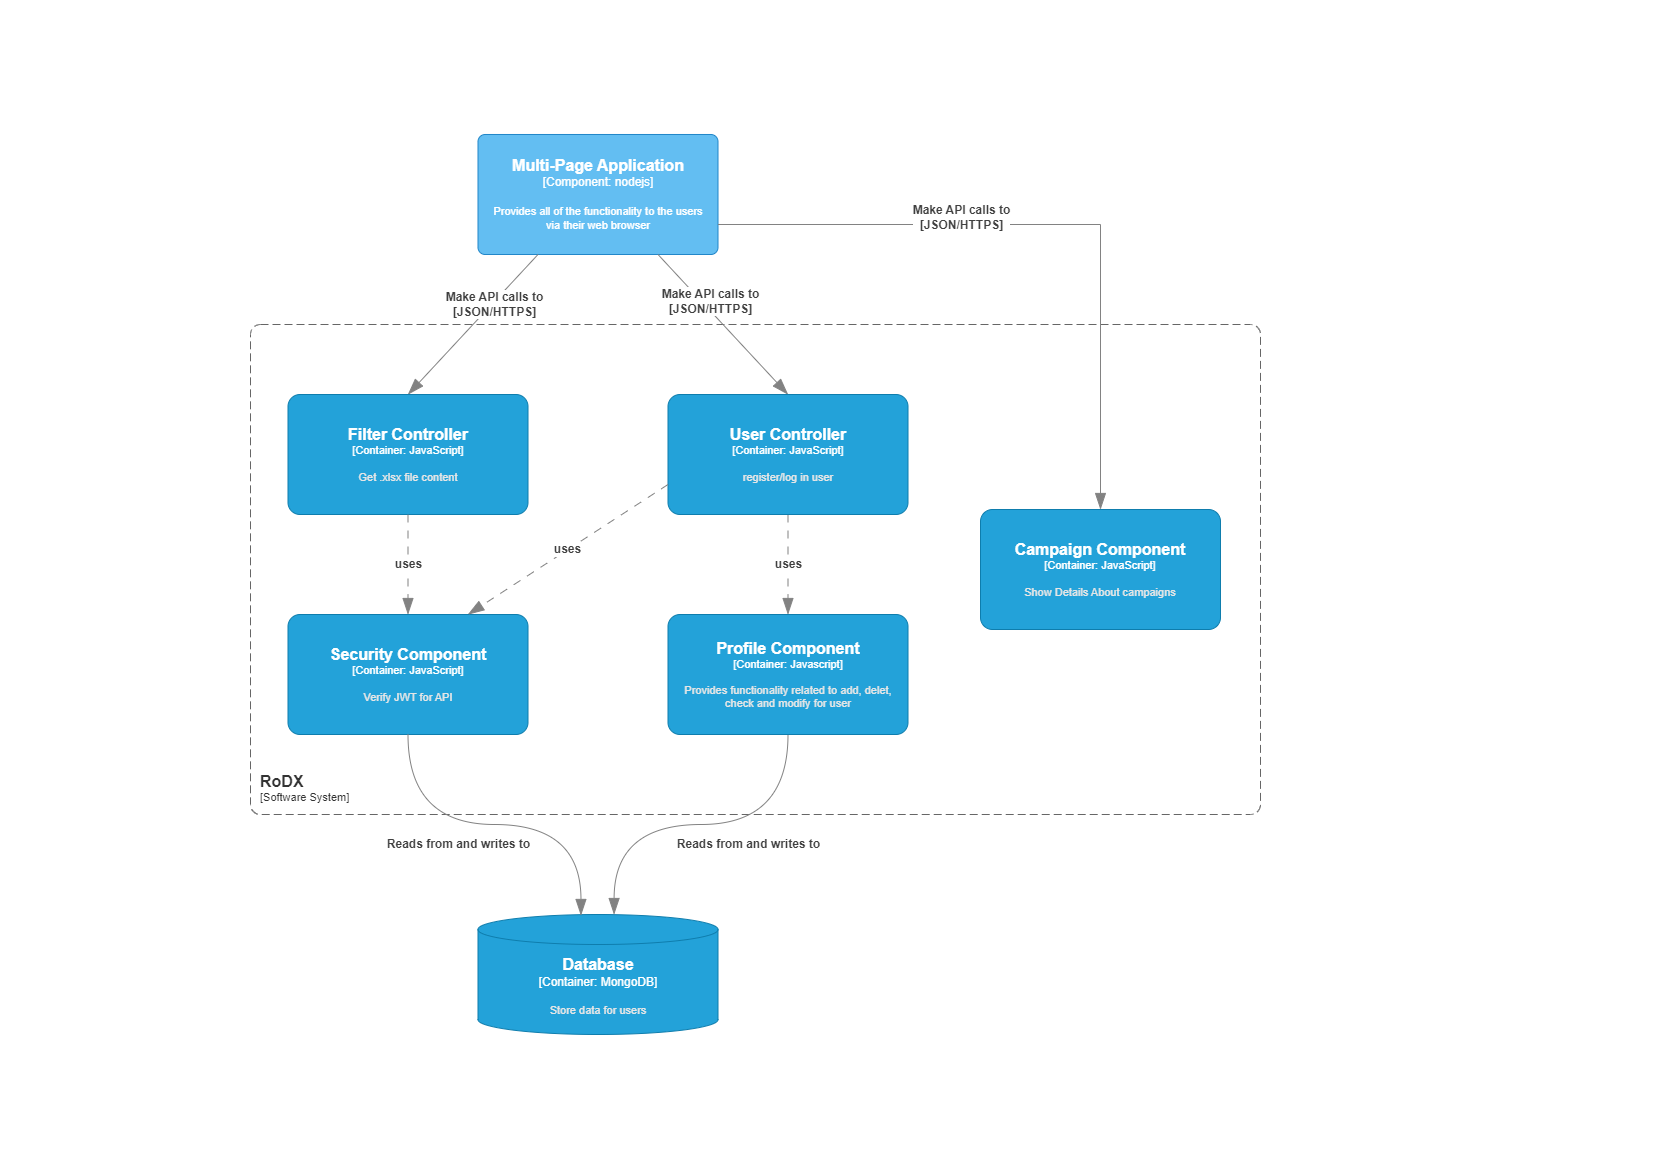 Multi-Page Application
[Component: nodejs]
Provides all of the functionality to the users
via their web browser
Make API calls to
[JSON/HTTPS]
Make API calls to
[JSON/HTTPS]
Make API calls to
[JSON/HTTPS]
Filter Controller
[Container: JavaScript]
Get .xlsx file content
User Controller
[Container: JavaScript]
register/log in user
uses
uses
uses
Campaign Component
[Container: JavaScript]
Show Details About campaigns
Security Component
[Container: JavaScript]
Verify JWT for API
Profile Component
[Container: Javascript]
Provides functionality related to add, delet,
check and modify for user
RoDX
[Software System]
Reads from and writes to
Reads from and writes to
Database
[Container: MongoDB]
Store data for users